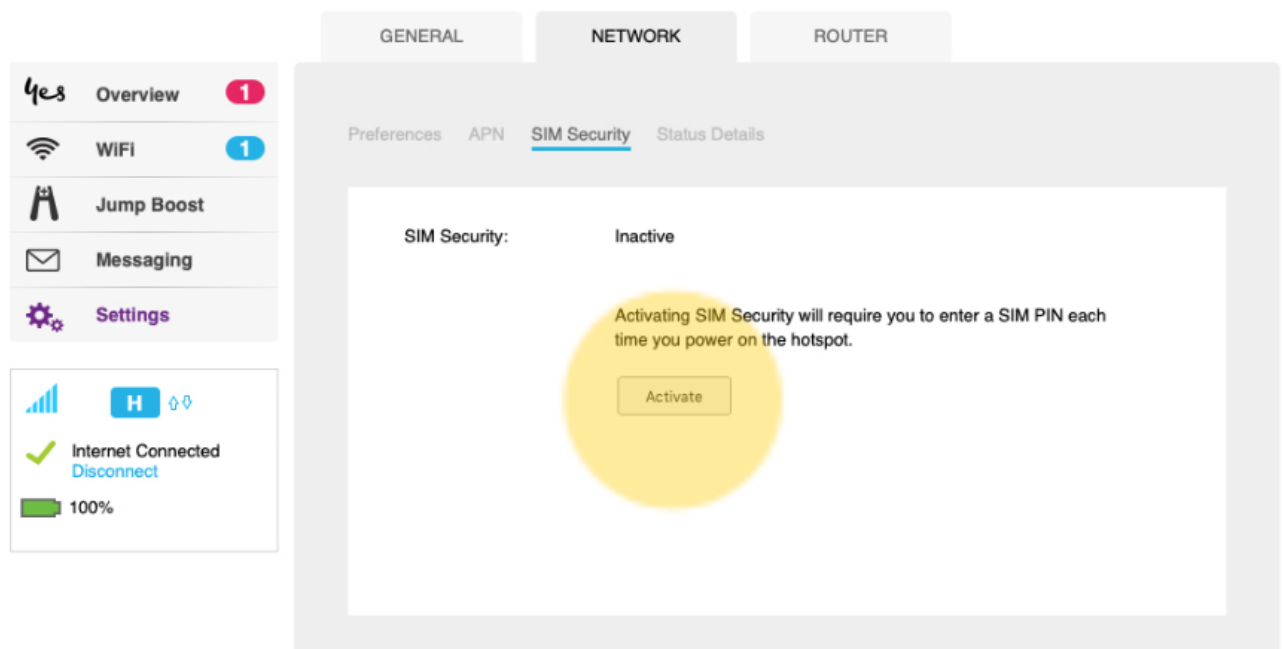 GENERAL NETWORK ROUTER
yes Overview 1
WiFi 1
Jump Boost
Messaging
Settings
H
Internet Connected
Disconnect
100%
Preferences APN SIM Security Status Details
SIM Security: Inactive
Activating SIM Security will require you to enter a SIM PIN each
time you power on the hotspot.
Activate